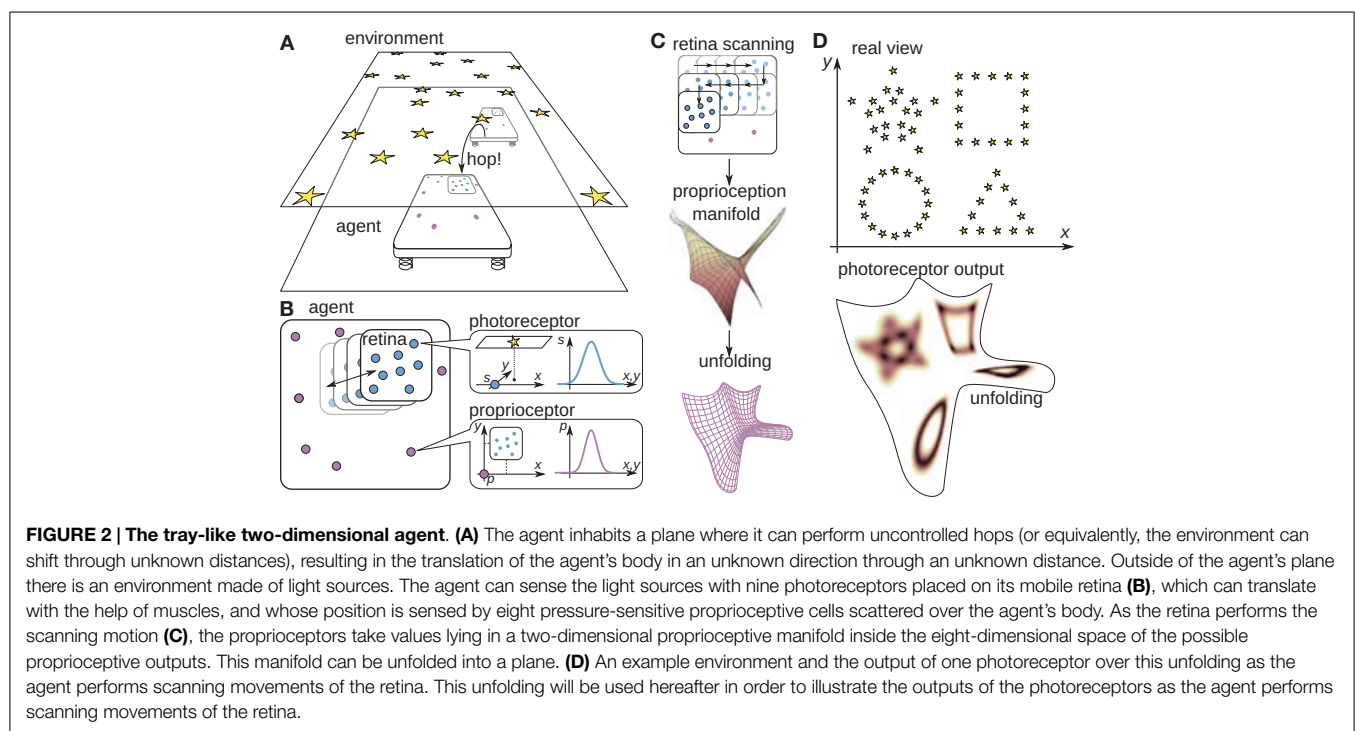 A
environment
hop!
agent
B
agent
retina
photoreceptor
s
y
s
x
x,y
proprioceptor
y
p
x
p
x,y
C
retina scanning
proprioception
manifold
unfolding
D
real view
y
x
photoreceptor output
unfolding
FIGURE 2 | The tray-like two-dimensional agent. (A) The agent inhabits a plane where it can perform uncontrolled hops (or equivalently, the environment can
shift through unknown distances), resulting in the translation of the agent's body in an unknown direction through an unknown distance. Outside of the agent's plane
there is an environment made of light sources. The agent can sense the light sources with nine photoreceptors placed on its mobile retina (B), which can translate
with the help of muscles, and whose position is sensed by eight pressure-sensitive proprioceptive cells scattered over the agent's body. As the retina performs the
scanning motion (C), the proprioceptors take values lying in a two-dimensional proprioceptive manifold inside the eight-dimensional space of the possible
proprioceptive outputs. This manifold can be unfolded into a plane. (D) An example environment and the output of one photoreceptor over this unfolding as the
agent performs scanning movements of the retina. This unfolding will be used hereafter in order to illustrate the outputs of the photoreceptors as the agent performs
scanning movements of the retina.